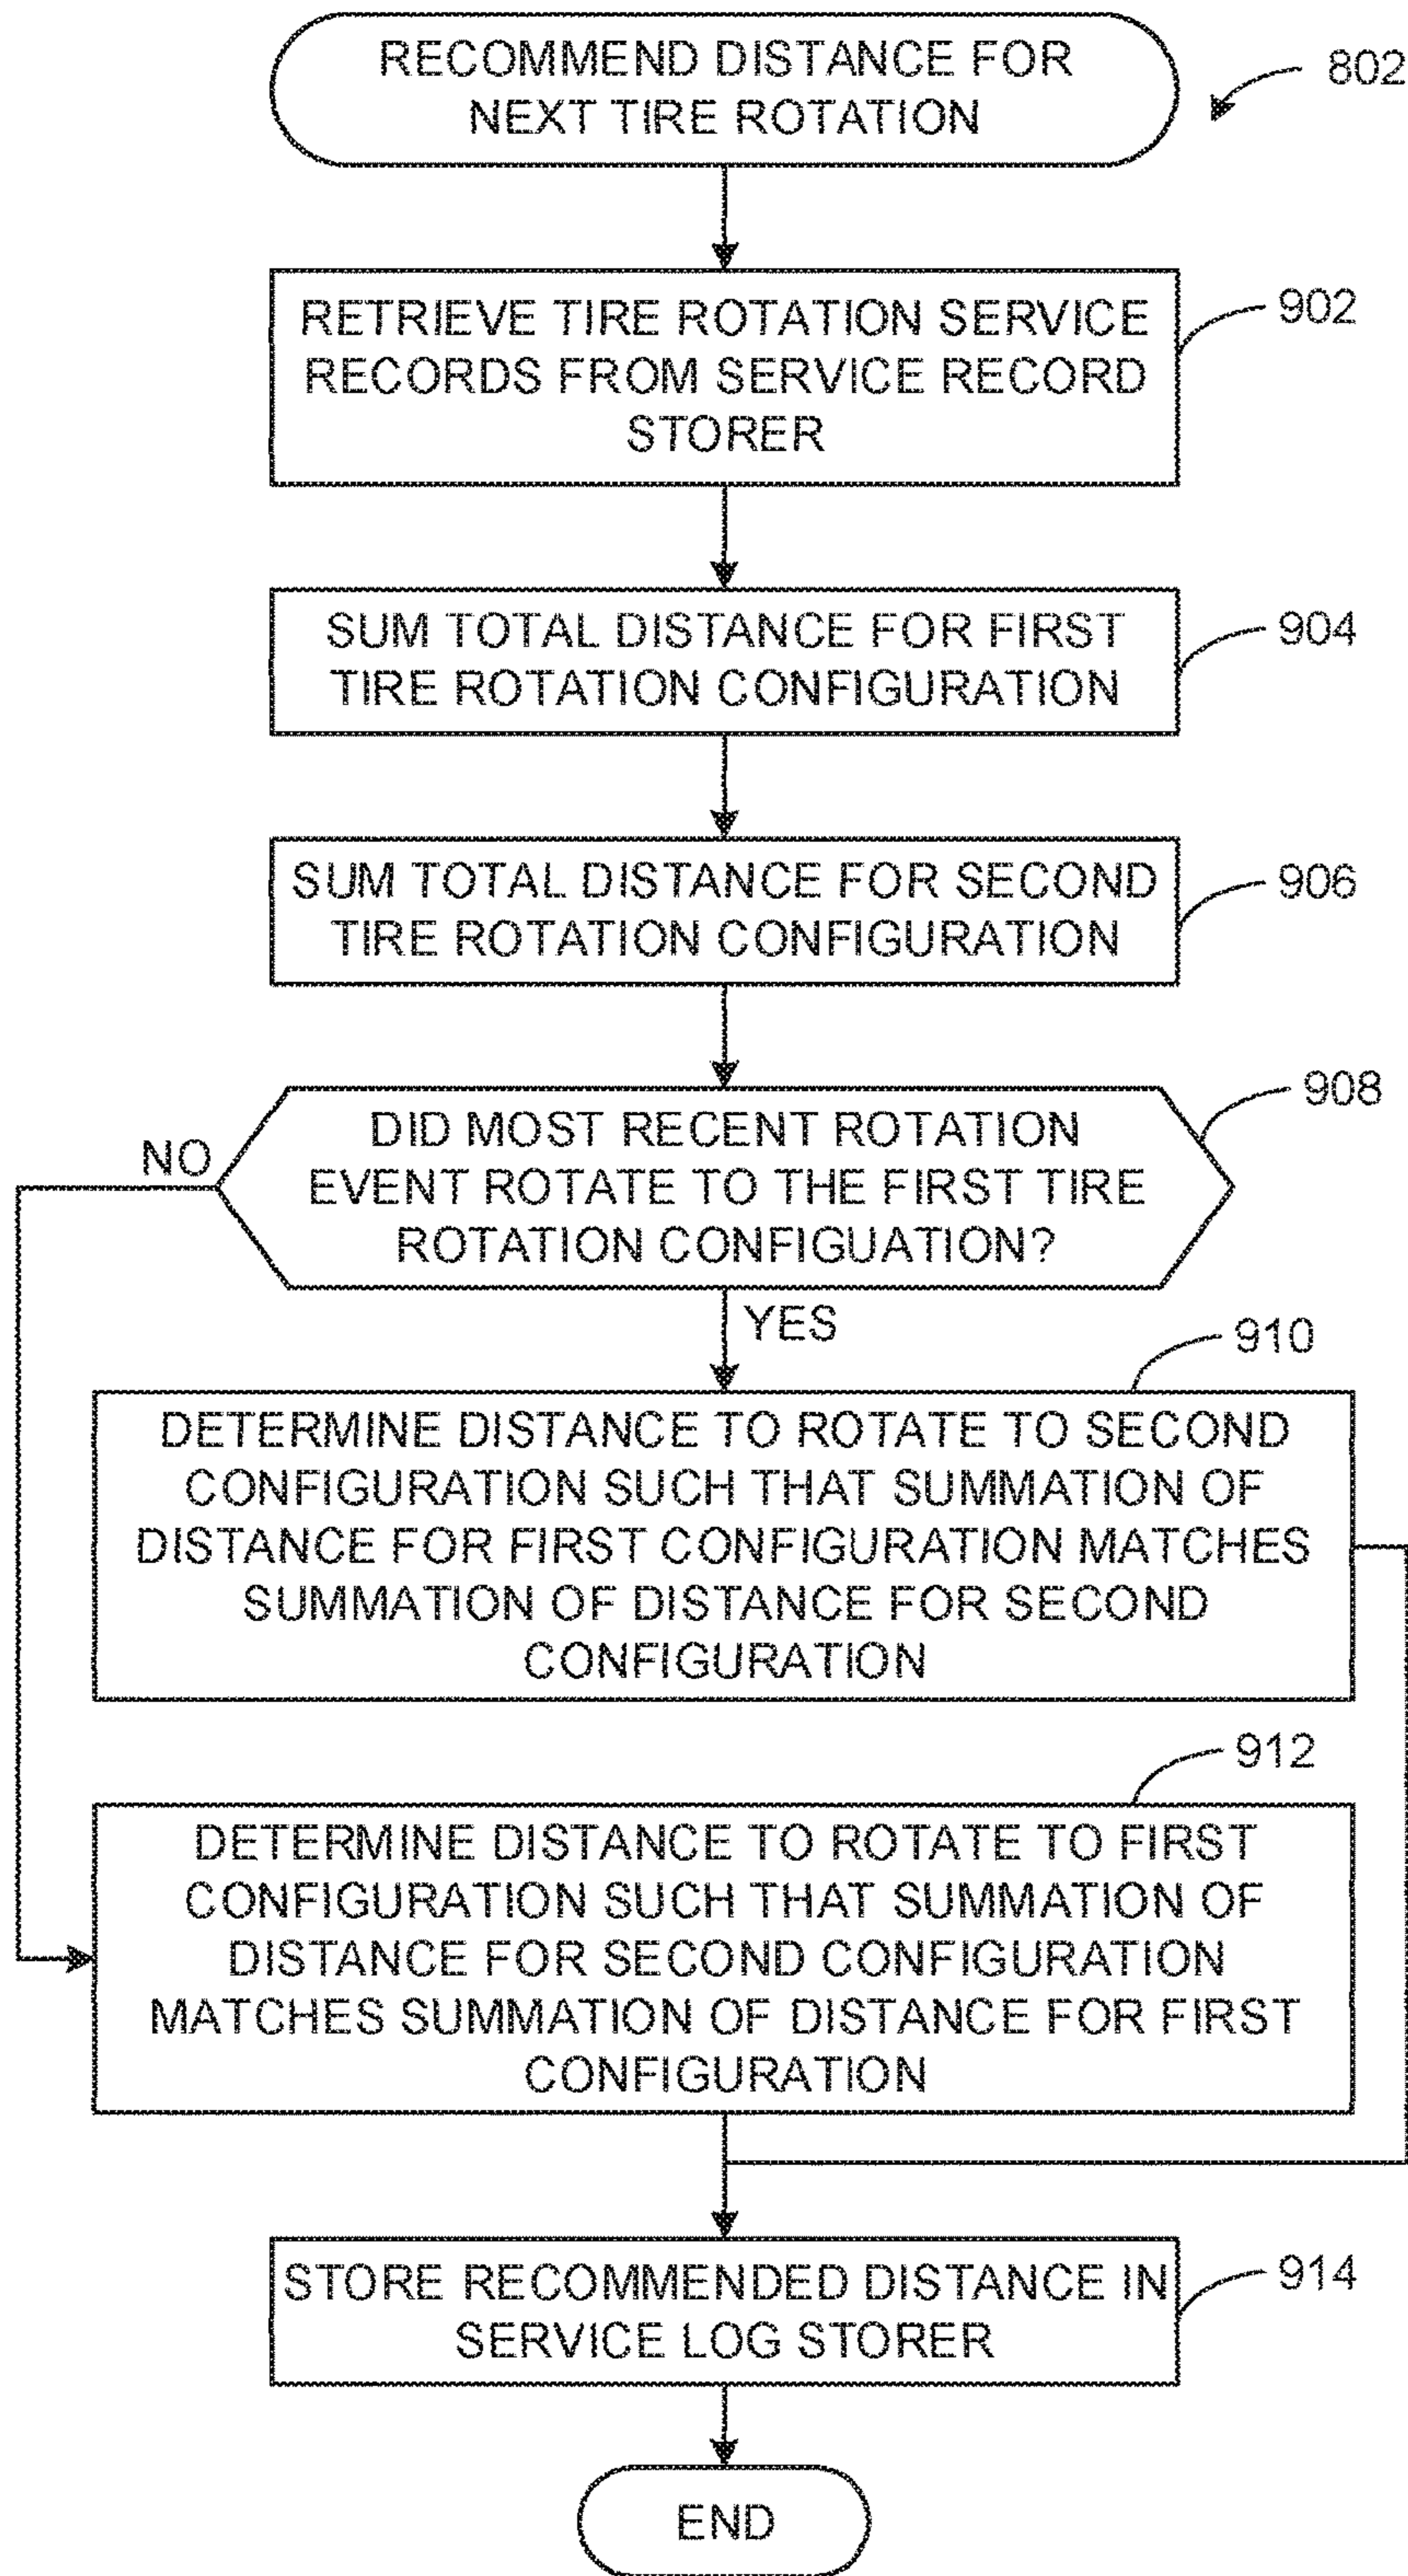 RECOMMEND DISTANCE FOR
NEXT TIRE ROTATION
802
RETRIEVE TIRE ROTATION SERVICE
RECORDS FROM SERVICE RECORD
STORER
902
SUM TOTAL DISTANCE FOR FIRST
TIRE ROTATION CONFIGURATION
904
SUM TOTAL DISTANCE FOR SECOND
TIRE ROTATION CONFIGURATION
906
DID MOST RECENT ROTATION
EVENT ROTATE TO THE FIRST TIRE
ROTATION CONFIGUATION?
908
NO
YES
910
DETERMINE DISTANCE TO ROTATE TO SECOND
CONFIGURATION SUCH THAT SUMMATION OF
DISTANCE FOR FIRST CONFIGURATION MATCHES
SUMMATION OF DISTANCE FOR SECOND
CONFIGURATION
912
DETERMINE DISTANCE TO ROTATE TO FIRST
CONFIGURATION SUCH THAT SUMMATION OF
DISTANCE FOR SECOND CONFIGURATION
MATCHES SUMMATION OF DISTANCE FOR FIRST
CONFIGURATION
STORE RECOMMENDED DISTANCE IN
SERVICE LOG STORER
914
END